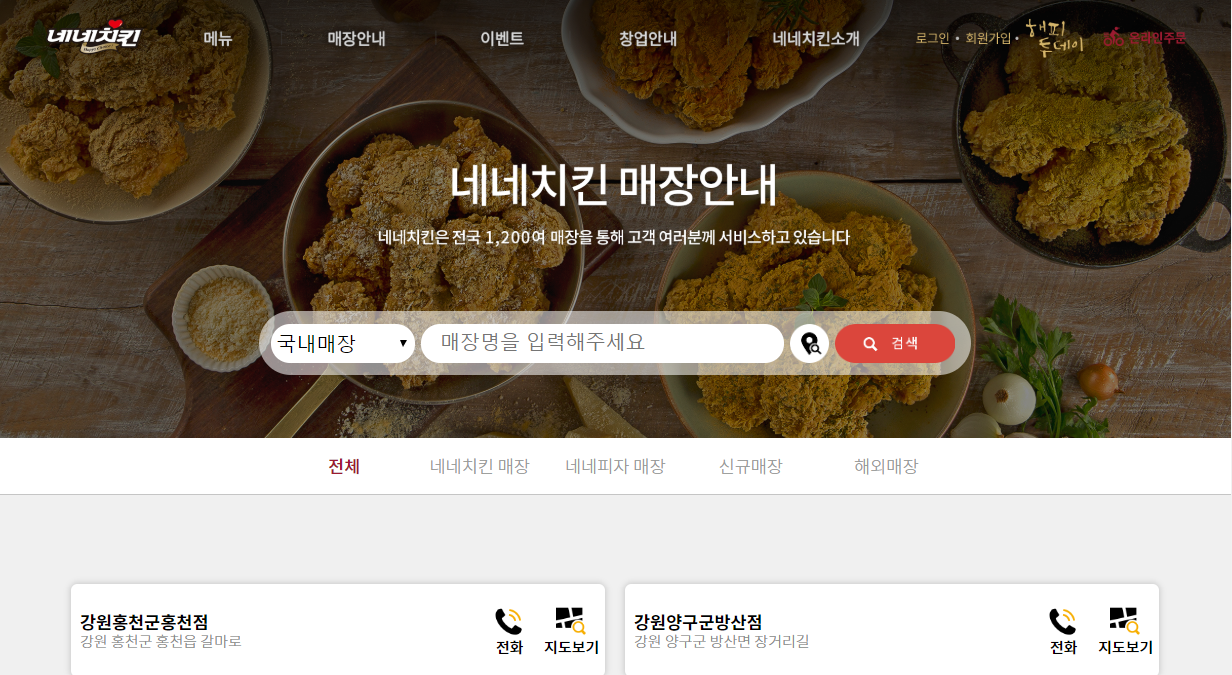 네네치킨
메뉴
매장안내
이벤트
창업안내
네네치킨소개
로그인 • 회원가입 •
해피
투데이
온라인주문
네네치킨 매장안내
네네치킨은 전국 1,200여 매장을 통해 고객 여러분께 서비스하고 있습니다
국내매장 ▼
매장명을 입력해주세요
검색
전체
네네치킨 매장
네네피자 매장
신규매장
해외매장
강원홍천군홍천점
강원 홍천군 홍천읍 갈마로
전화
지도보기
강원양구군방산점
강원 양구군 방산면 장거리길
전화
지도보기